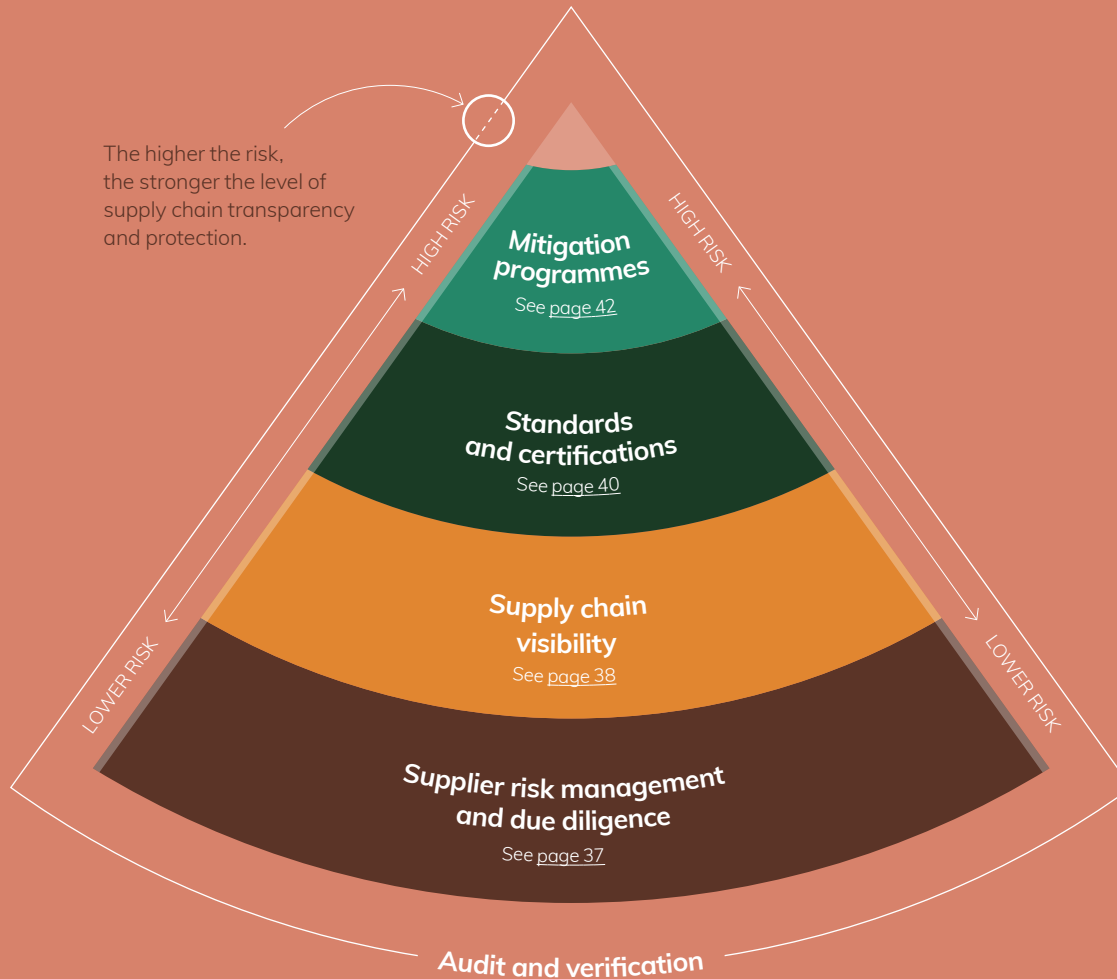 The higher the risk,
the stronger the level of
supply chain transparency
and protection.
HIGH RISK
HIGH RISK
Mitigation
programmes
See page 42
Standards
and certifications
See page 40
Supply chain
visibility
See page 38
LOWER RISK
LOWER RISK
Supplier risk management
and due diligence
See page 37
Audit and verification